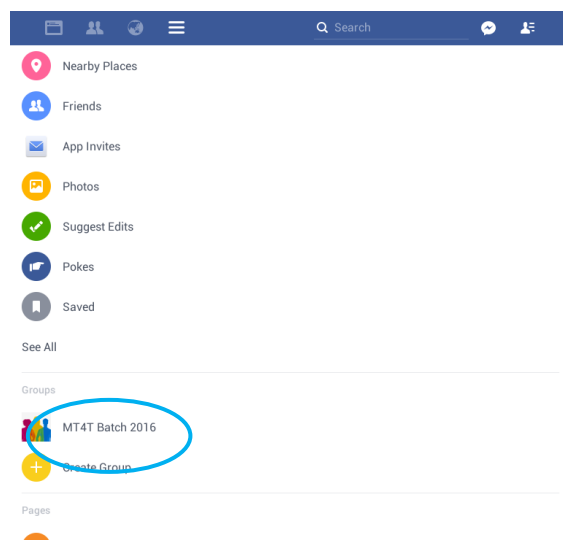 Search
Nearby Places
Friends
App Invites
Photos
Suggest Edits
Pokes
Saved
See All
Groups
MT4T Batch 2016
Create Group
Pages